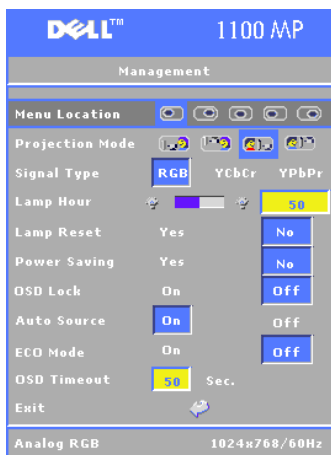 DELL™ 1100 MP
Management
Menu Location
Projection Mode
Signal Type RGB YCbCr YPbPr
Lamp Hour 50
Lamp Reset Yes No
Power Saving Yes No
OSD Lock On Off
Auto Source On Off
ECO Mode On Off
OSD Timeout 50 Sec.
Exit
Analog RGB 1024x768/60Hz